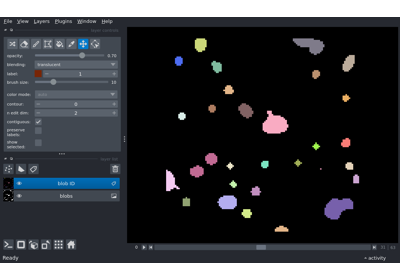 File View Layers Plugins Window Help
opacity: 0.70
blending: translucent
label: 1
brush size: 10
color mode:
contour: 0
n edit dim: 2
contiguous:
preserve labels:
show selected:
blob ID
blobs
0
Ready
activity